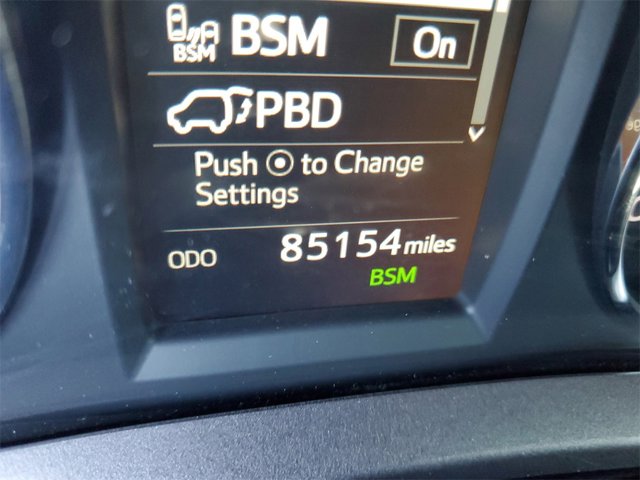 BSM BSM On
PBD
Push to Change
Settings
ODO 85154 miles
BSM